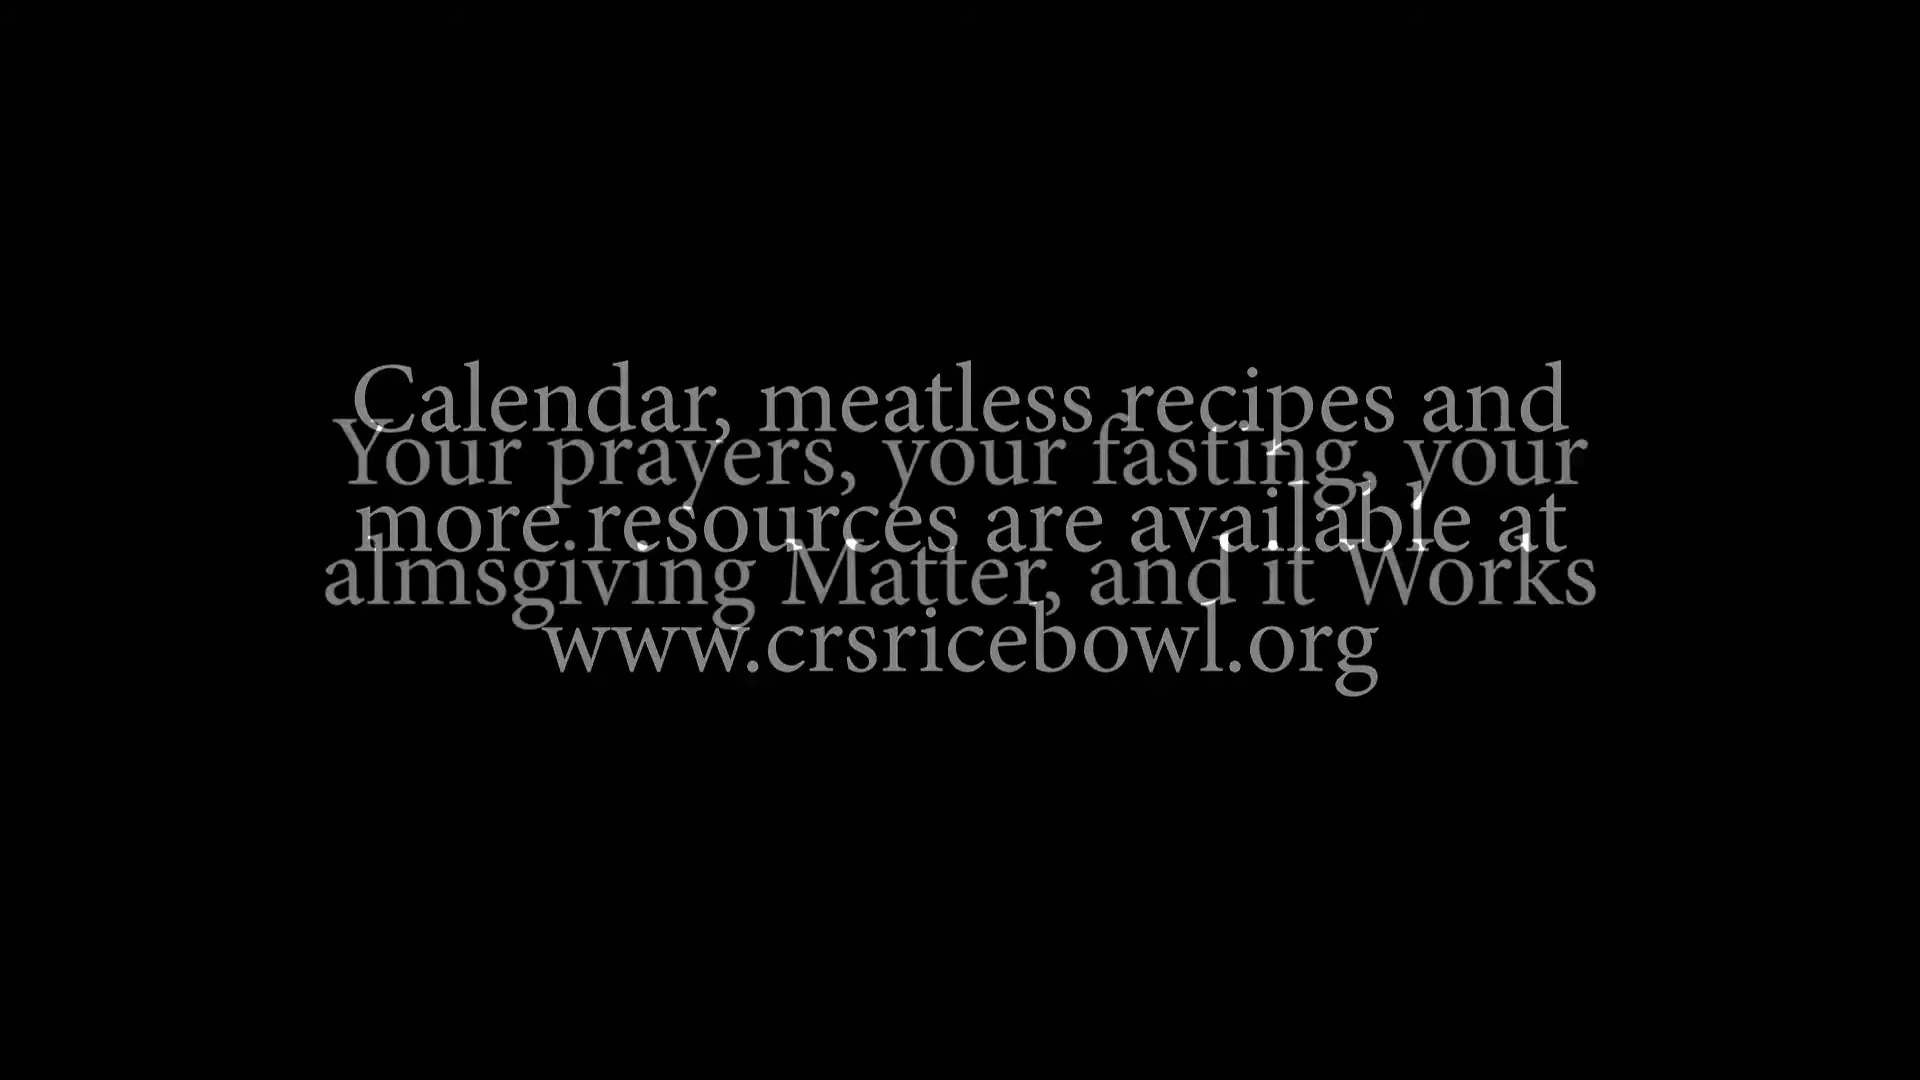 Calendar, meatless recipes and
Your prayers, your fasting, your
more resources are available at
almsgiving Matter, and it Works
www.crsricebowl.org